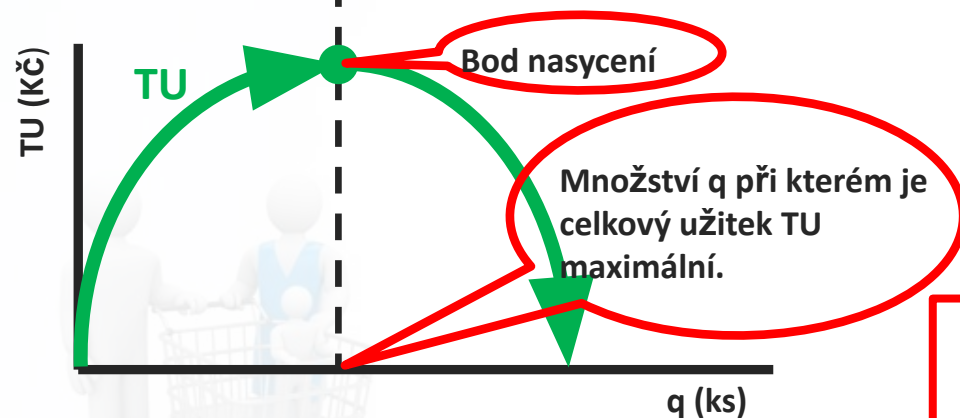 TU (Kč)
TU
Bod nasycení
Množství q při kterém je
celkový užitek TU
maximální.
q (ks)